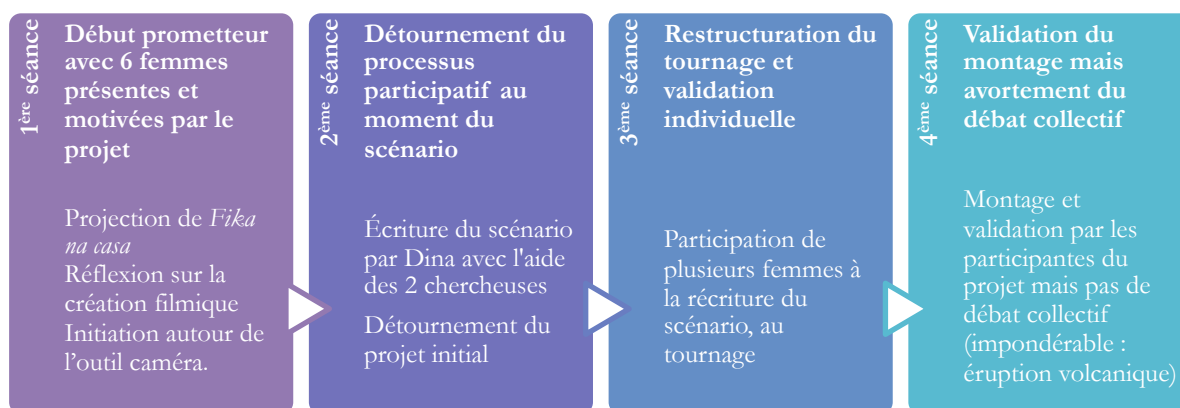 1ère séance
Début prometteur
avec 6 femmes
présentes et
motivées par le
projet
Projection de Fika
na casa
Réflexion sur la
création filmique
Initiation autour de
l’outil caméra.
2ème séance
Détournement du
processus
participatif au
moment du
scénario
Écriture du scénario
par Dina avec l'aide
des 2 chercheuses
Détournement du
projet initial
3ème séance
Restructuration du
tournage et
validation
individuelle
Participation de
plusieurs femmes à
la récriture du
scénario, au
tournage
4ème séance
Validation du
montage mais
avortement du
débat collectif
Montage et
validation par les
participantes du
projet mais pas de
débat collectif
(impondérable :
éruption volcanique)